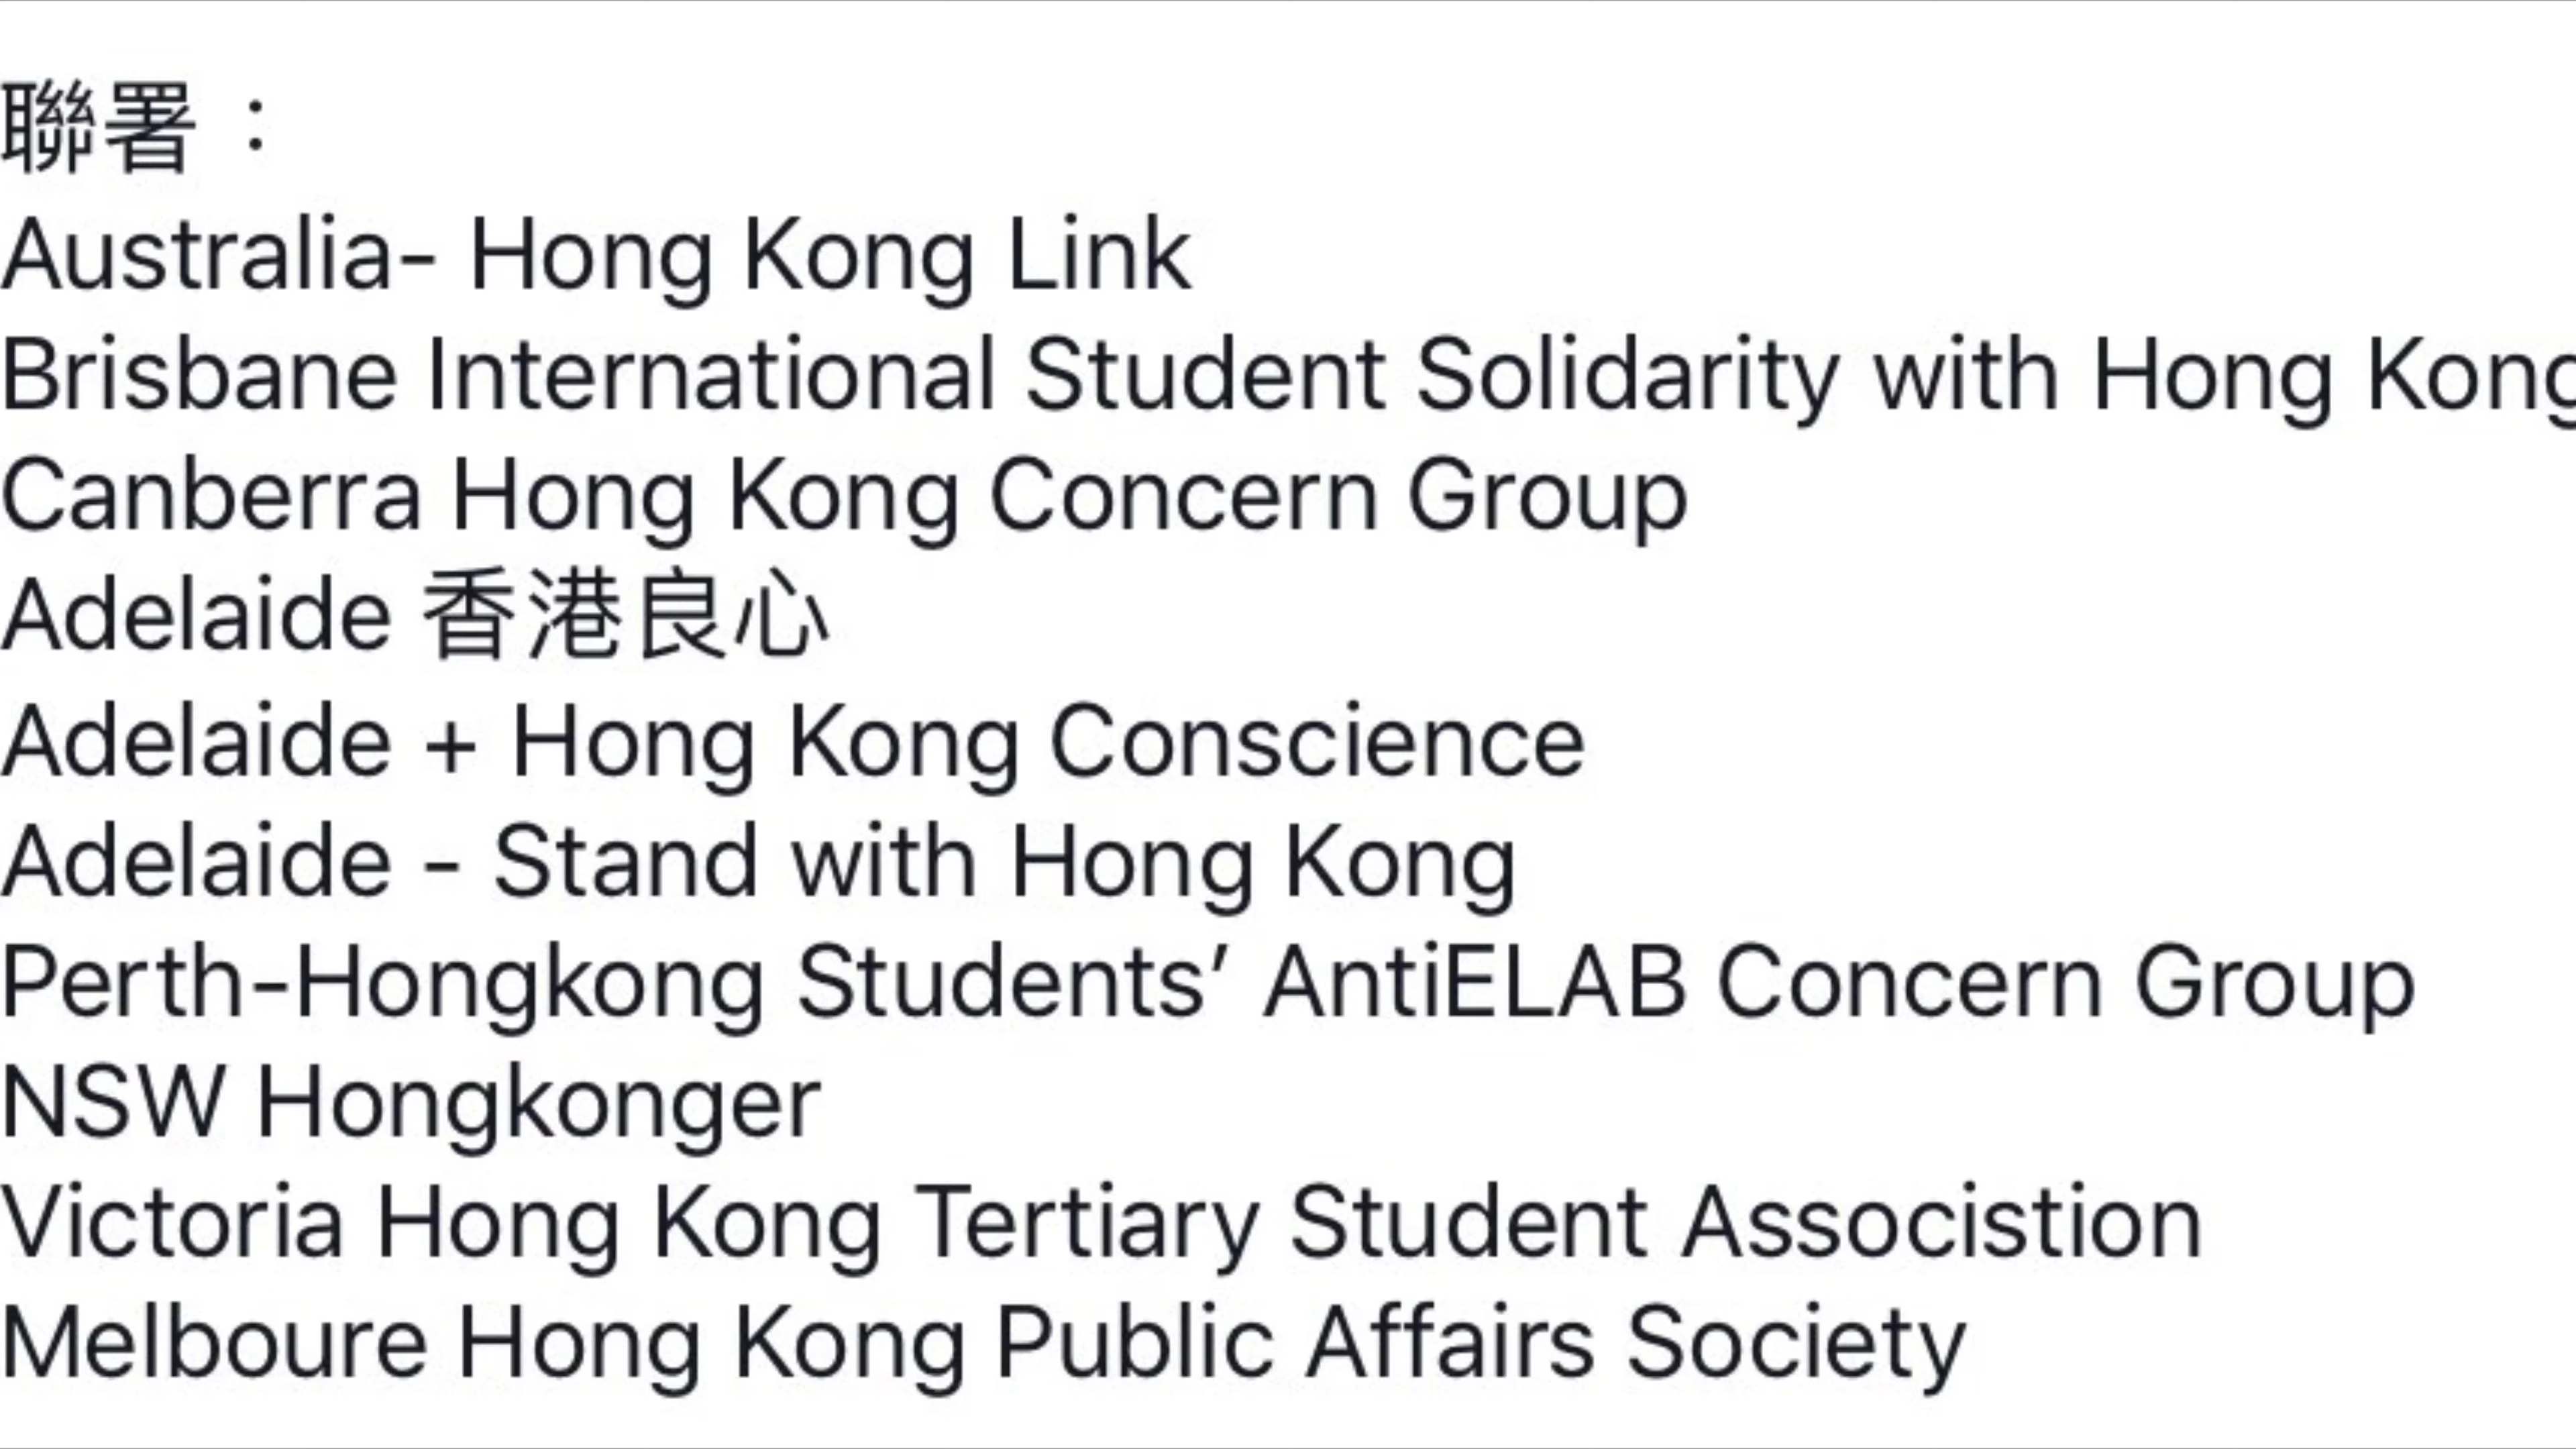 聯署：
Australia- Hong Kong Link
Brisbane International Student Solidarity with Hong Kong
Canberra Hong Kong Concern Group
Adelaide 香港良心
Adelaide + Hong Kong Conscience
Adelaide - Stand with Hong Kong
Perth-Hongkong Students’ AntiELAB Concern Group
NSW Hongkonger
Victoria Hong Kong Tertiary Student Associstion
Melboure Hong Kong Public Affairs Society